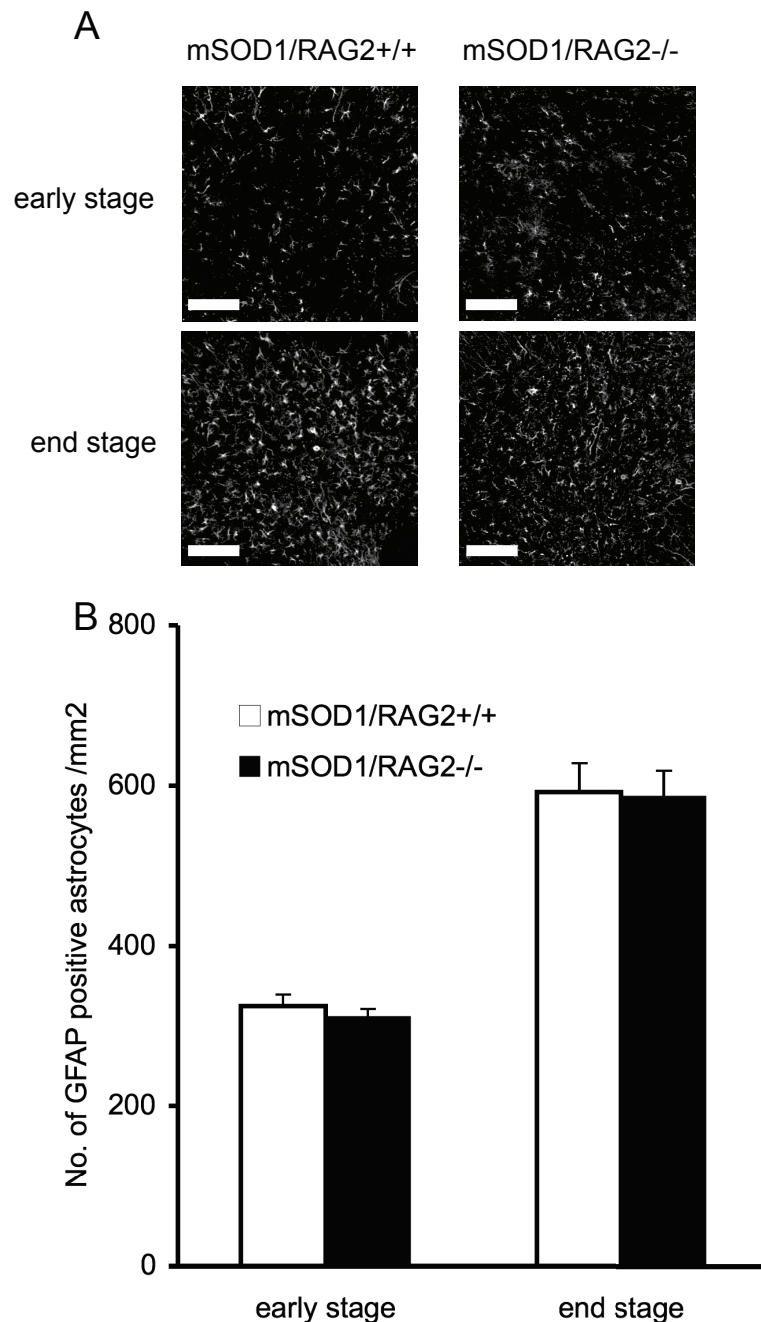 A
mSOD1/RAG2+/+ mSOD1/RAG2-/-
early stage
end stage
B
800
600
400
200
0
No. of GFAP positive astrocytes /mm2
mSOD1/RAG2+/+
mSOD1/RAG2-/-
early stage end stage